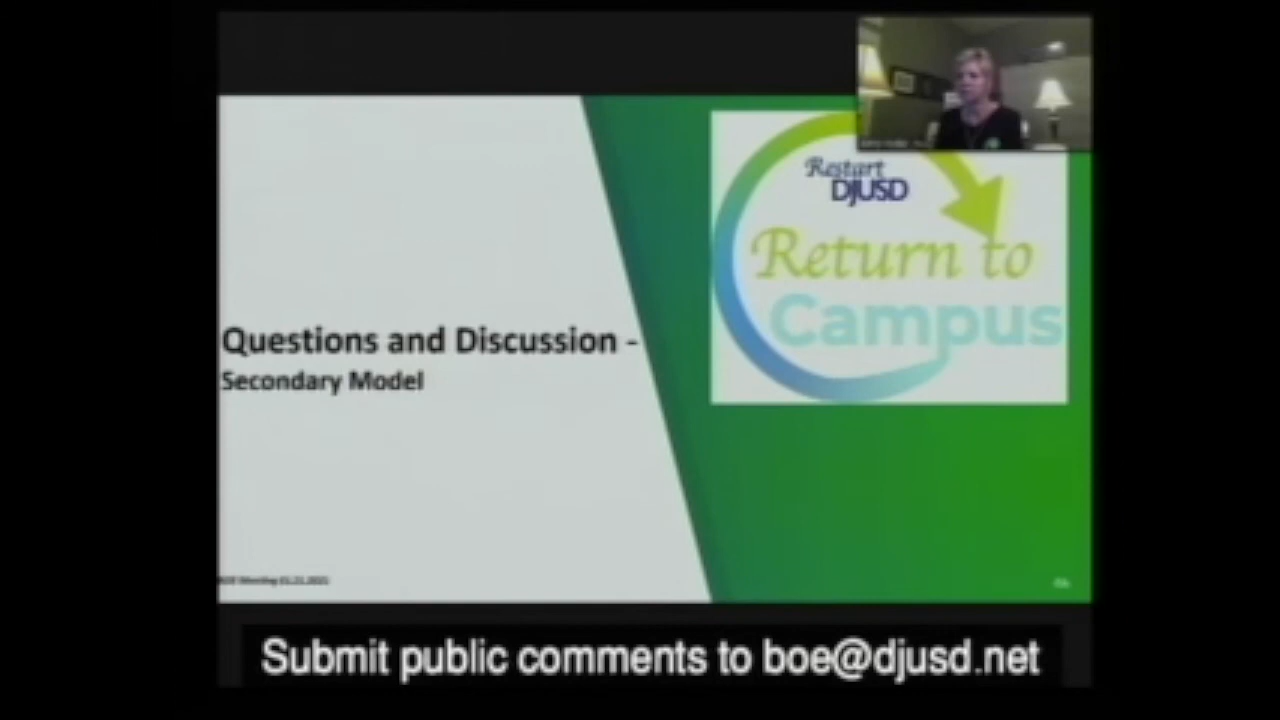 Restart
DJUSD
Return to
Campus
Questions and Discussion -
Secondary Model
Submit public comments to boe@djusd.net